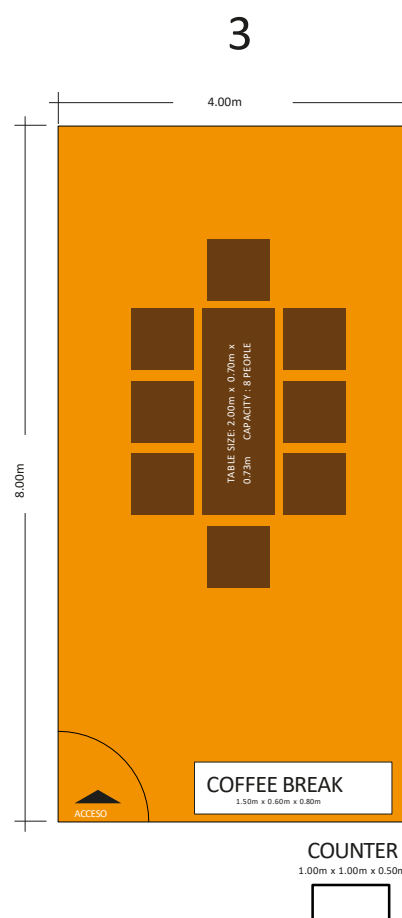 3
4.00m
8.00m
TABLE SIZE: 2.00m x 0.70m x
0.73m CAPACITY : 8 PEOPLE
COFFEE BREAK
1.50m x 0.60m x 0.80m
ACCESO
COUNTER
1.00m x 1.00m x 0.50m